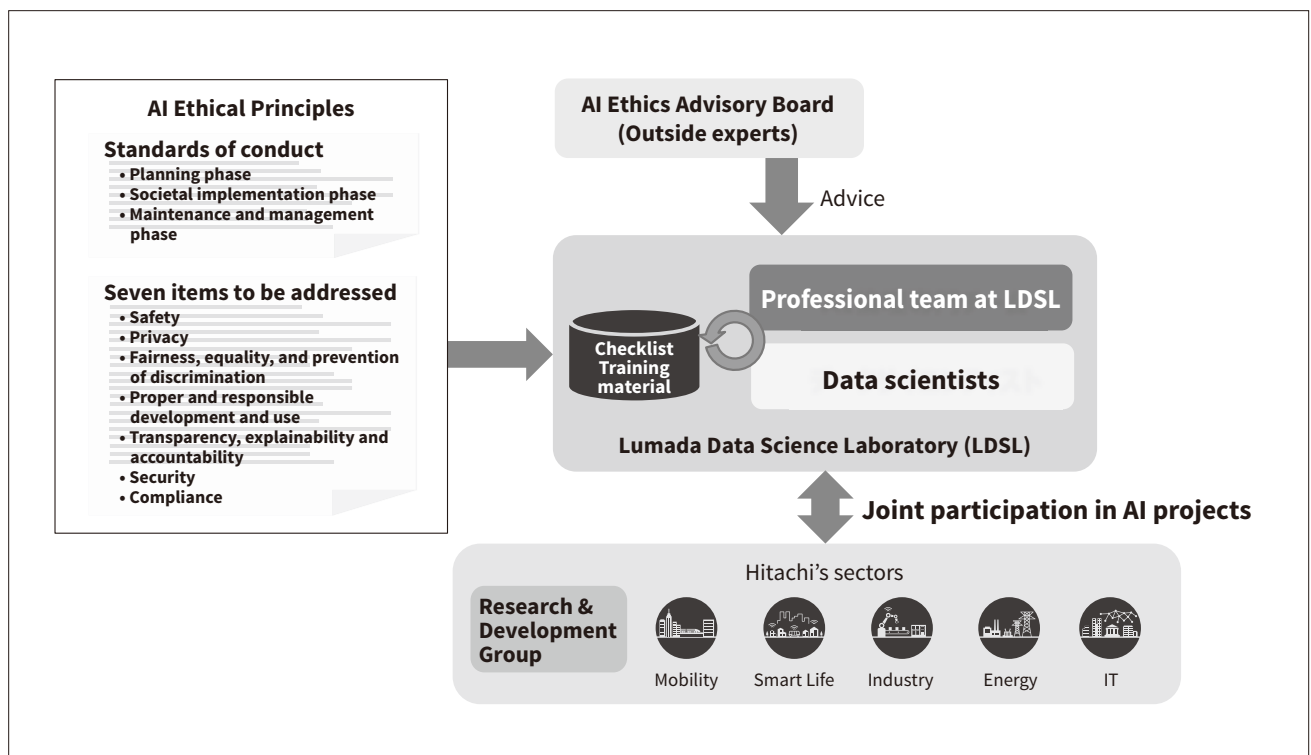 AI Ethical Principles
Standards of conduct
• Planning phase
• Societal implementation phase
• Maintenance and management
phase
Seven items to be addressed
• Safety
• Privacy
• Fairness, equality, and prevention
of discrimination
• Proper and responsible
development and use
• Transparency, explainability and
accountability
• Security
• Compliance
AI Ethics Advisory Board
(Outside experts)
Advice
Professional team at LDSL
Checklist
Training
material
Data scientists
Lumada Data Science Laboratory (LDSL)
Joint participation in AI projects
Hitachi's sectors
Research &
Development
Group
Mobility
Smart Life
Industry
Energy
IT